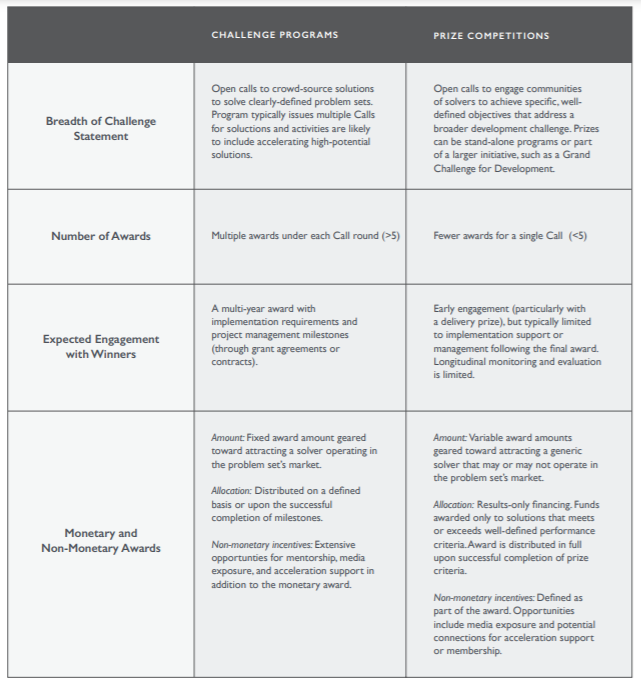 CHALLENGE PROGRAMS
PRIZE COMPETITIONS
Breadth of Challenge
Statement
Open calls to crowd-source solutions
to solve clearly-defined problem sets.
Program typically issues multiple Calls
for soluctions and activities are likely
to include accelerating high-potential
solutions.
Open calls to engage communities
of solvers to achieve specific, well-
defined objectives that address a
broader development challenge. Prizes
can be stand-alone programs or part
of a larger initiative, such as a Grand
Challenge for Development.
Number of Awards
Multiple awards under each Call round (>5)
Fewer awards for a single Call (<5)
Expected Engagement
with Winners
A multi-year award with
implementation requirements and
project management milestones
(through grant agreements or
contracts).
Early engagement (particularly with
a delivery prize), but typically limited
to implementation support or
management following the final award.
Longitudinal monitoring and evaluation
is limited.
Monetary and
Non-Monetary Awards
Amount: Fixed award amount geared
toward attracting a solver operating in
the problem set's market.
Allocation: Distributed on a defined
basis or upon the successful
completion of milestones.
Non-monetary incentives: Extensive
opportunities for mentorship, media
exposure, and acceleration support in
addition to the monetary award.
Amount: Variable award amounts
geared toward attracting a generic
solver that may or may not operate in
the problem set's market.
Allocation: Results-only financing. Funds
awarded only to solutions that meets
or exceeds well-defined performance
criteria. Award is distributed in full
upon successful completion of prize
criteria.
Non-monetary incentives: Defined as
part of the award. Opportunities
include media exposure and potential
connections for acceleration support
or membership.